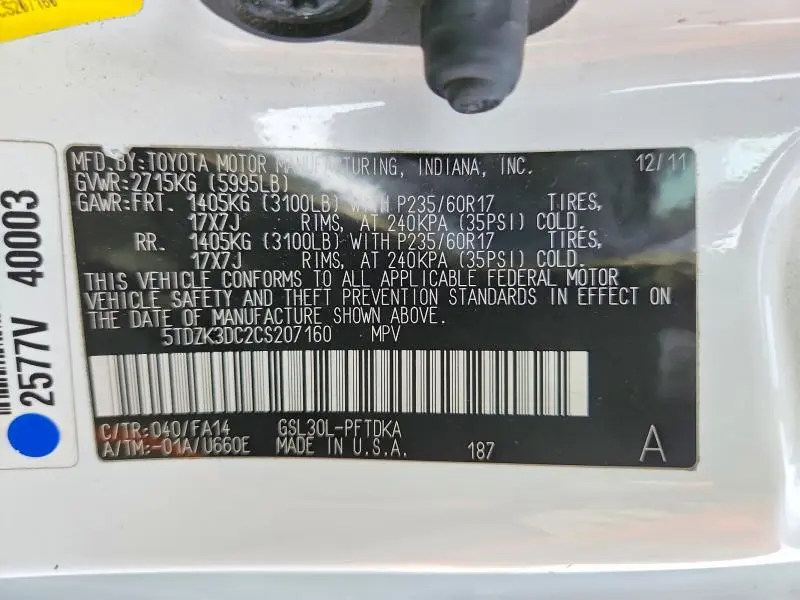 CS207160
2577V 40003
MFD.BY:TOYOTA MOTOR MANUFACTURING, INDIANA, INC. 12/11
GVWR:2715KG (5995LB)
GAWR:FRT. 1405KG (3100LB) WITH P235/60R17 TIRES,
17X7J RIMS, AT 240KPA (35PSI) COLD.
RR. 1405KG (3100LB) WITH P235/60R17 TIRES,
17X7J RIMS, AT 240KPA (35PSI) COLD.
THIS VEHICLE CONFORMS TO ALL APPLICABLE FEDERAL MOTOR
VEHICLE SAFETY AND THEFT PREVENTION STANDARDS IN EFFECT ON
THE DATE OF MANUFACTURE SHOWN ABOVE.
5TDZK3DC2CS207160 MPV
C/TR:040/FA14 GSL30L-PFTDKA
A/TM:-01A/U660E MADE IN U.S.A. 187 A